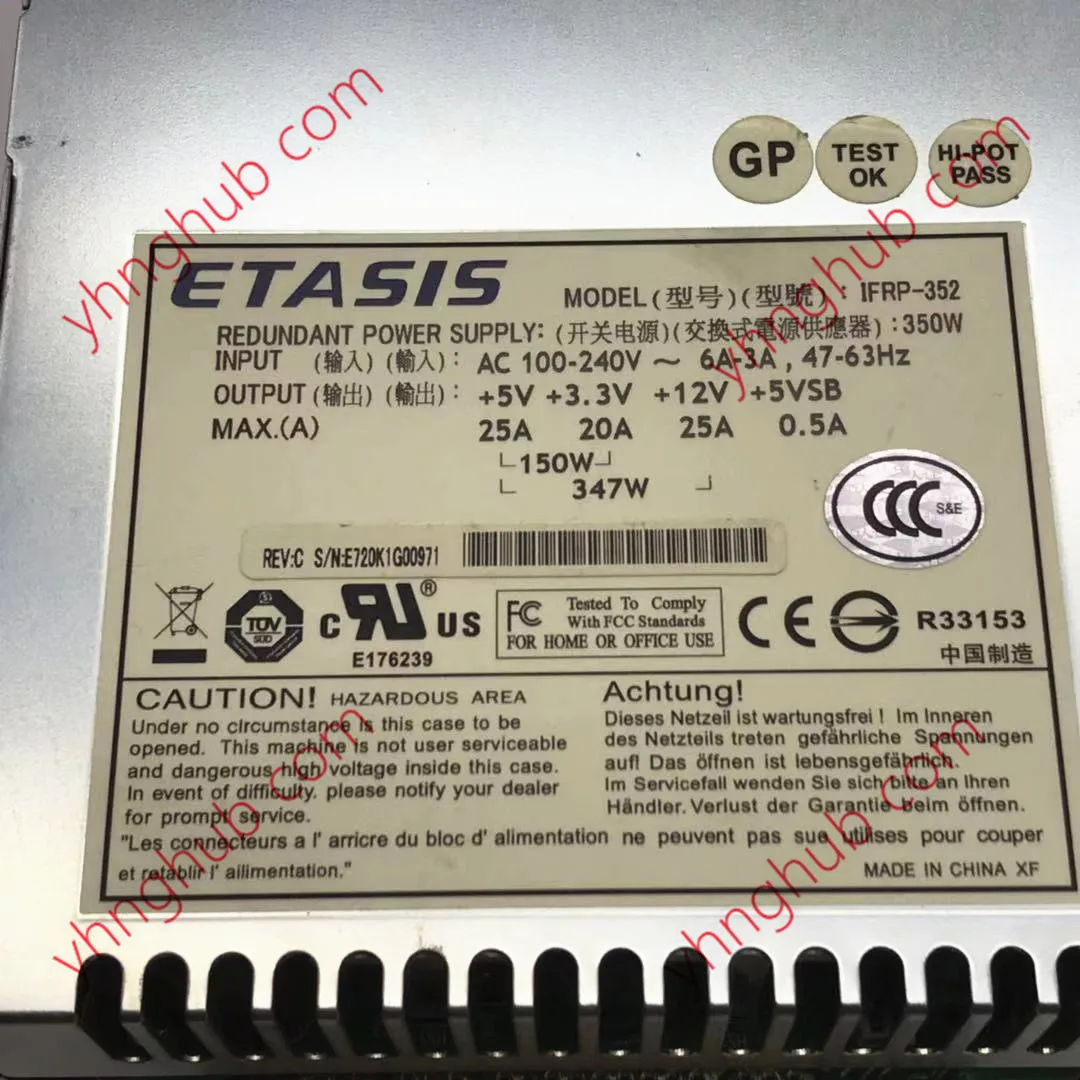 yhnghub com
GP
TEST
OK
HI-POT
PASS
yhnghub com
ETASIS
MODEL(型号)(型號): IFRP-352
REDUNDANT POWER SUPPLY: (开关电源)(交換式電源供應器):350W
INPUT (输入) (輸入): AC 100-240V ~ 6A-3A, 47-63Hz
OUTPUT (输出) (輸出): +5V +3.3V +12V +5VSB
MAX.(A) 25A 20A 25A 0.5A
150W
347W
CCC S&E
REV:C S/N:E720K1G00971
TÜV
SÜD
c RU ® US
E176239
FC
Tested To Comply
With FCC Standards
FOR HOME OR OFFICE USE
CE
R33153
中国制造
CAUTION! HAZARDOUS AREA
Under no circumstance is this case to be
opened. This machine is not user serviceable
and dangerous high voltage inside this case.
In event of difficulty. please notify your dealer
for prompt service.
Achtung!
Dieses Netzeil ist wartungsfrei ! Im Inneren
des Netzteils treten gefährliche Spannungen
auf! Das Öffnen ist lebensgefährlich.
Im Servicefall wenden Sie sich bitte an Ihren
Händler. Verlust der Garantie beim öffnen.
"Les connecteurs a l' arricre du bloc d' alimentation ne peuvent pas sue utilises pour couper
et retablir l' ailimentation."
MADE IN CHINA XF
yhnghub com
yhnghub com